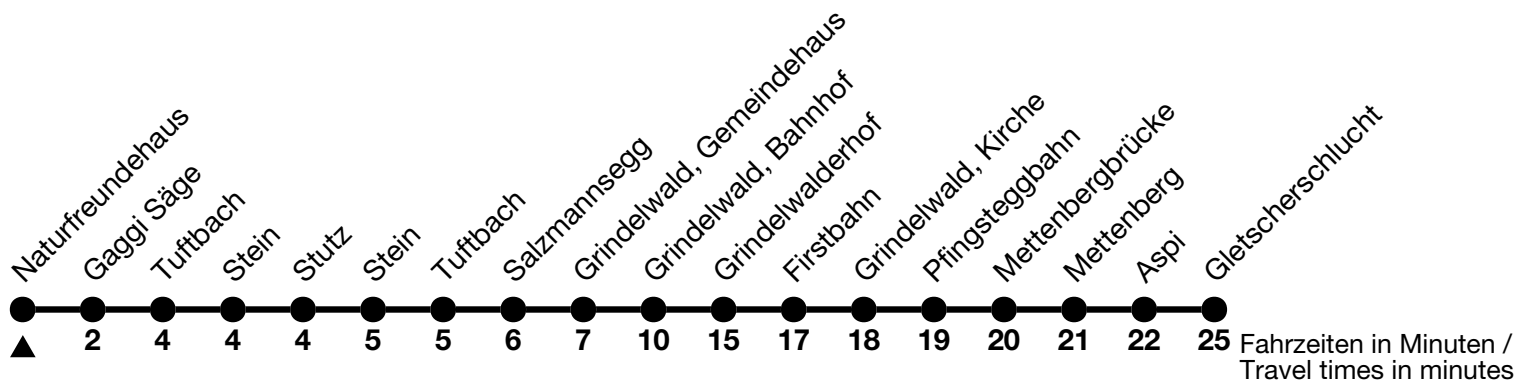 Naturfreundehaus
Gaggi Säge
Tuftbach
Stein
Stutz
Stein
Tuftbach
Salzmannsegg
Grindelwald, Gemeindehaus
Grindelwald, Bahnhof
Grindelwalderhof
Firstbahn
Grindelwald, Kirche
Pfingsteggbahn
Mettenbergbrücke
Mettenberg
Aspi
Gletscherschlucht
2 4 4 4 5 5 6 7 10 15 17 18 19 20 21 22 25
Fahrzeiten in Minuten /
Travel times in minutes